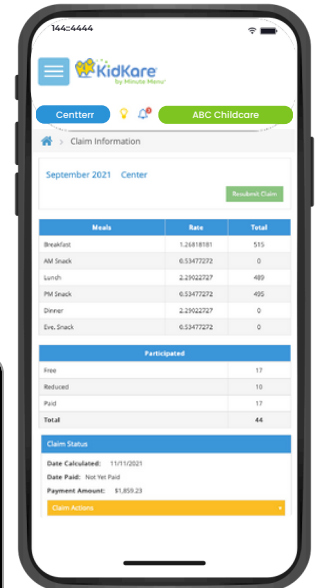 144::4444
KidKare
by Minute Menu
Centterr ABC Childcare
> Claim Information
September 2021 Center
Resubmit Claim
Meals Rate Total
Breakfast 1.26818181 515
AM Snack 0.53477272 0
Lunch 2.29022727 489
PM Snack 0.53477272 495
Dinner 2.29022727 0
Eve. Snack 0.53477272 0
Participated
Free 17
Reduced 10
Paid 17
Total 44
Claim Status
Date Calculated: 11/11/2021
Date Paid: Not Yet Paid
Payment Amount: $1,859.23
Claim Actions